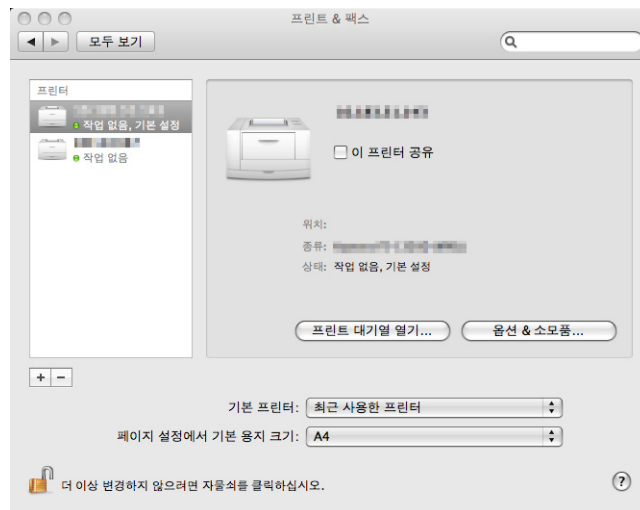 프린트 & 팩스
모두 보기
프린터
작업 없음, 기본 설정
작업 없음
이 프린터 공유
위치:
종류:
상태: 작업 없음, 기본 설정
프린트 대기열 열기...
옵션 & 소모품...
+ −
기본 프린터: 최근 사용한 프린터
페이지 설정에서 기본 용지 크기: A4
더 이상 변경하지 않으려면 자물쇠를 클릭하십시오.
?